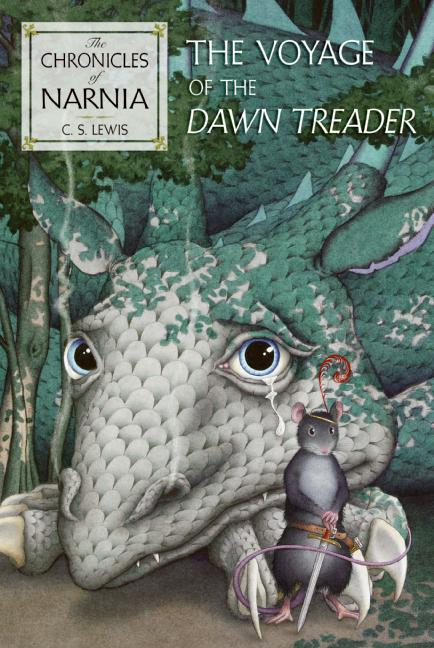 The
CHRONICLES
of
NARNIA
C. S. LEWIS
THE VOYAGE
OF THE
DAWN TREADER